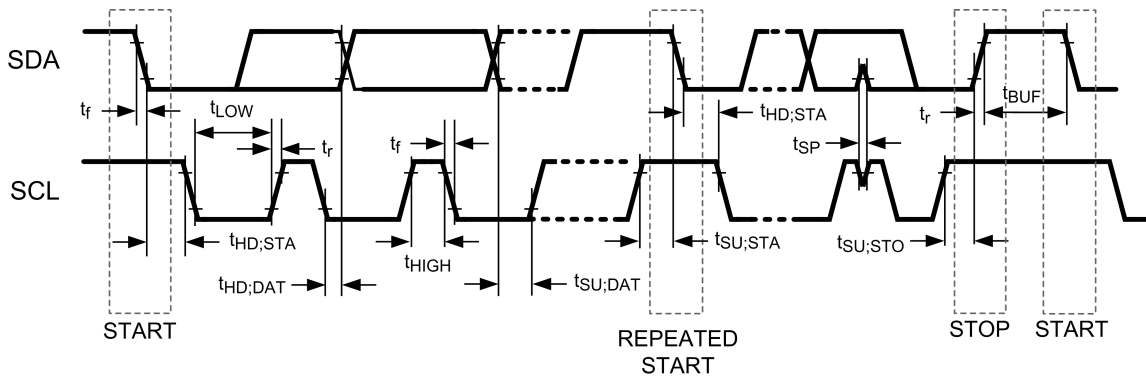 SDA
t_f
t_LOW
t_r
t_f
t_HD;STA
t_SP
t_r
t_BUF
SCL
t_HD;STA
t_HD;DAT
t_HIGH
t_SU;DAT
t_SU;STA
t_SU;STO
START
REPEATED
START
STOP
START